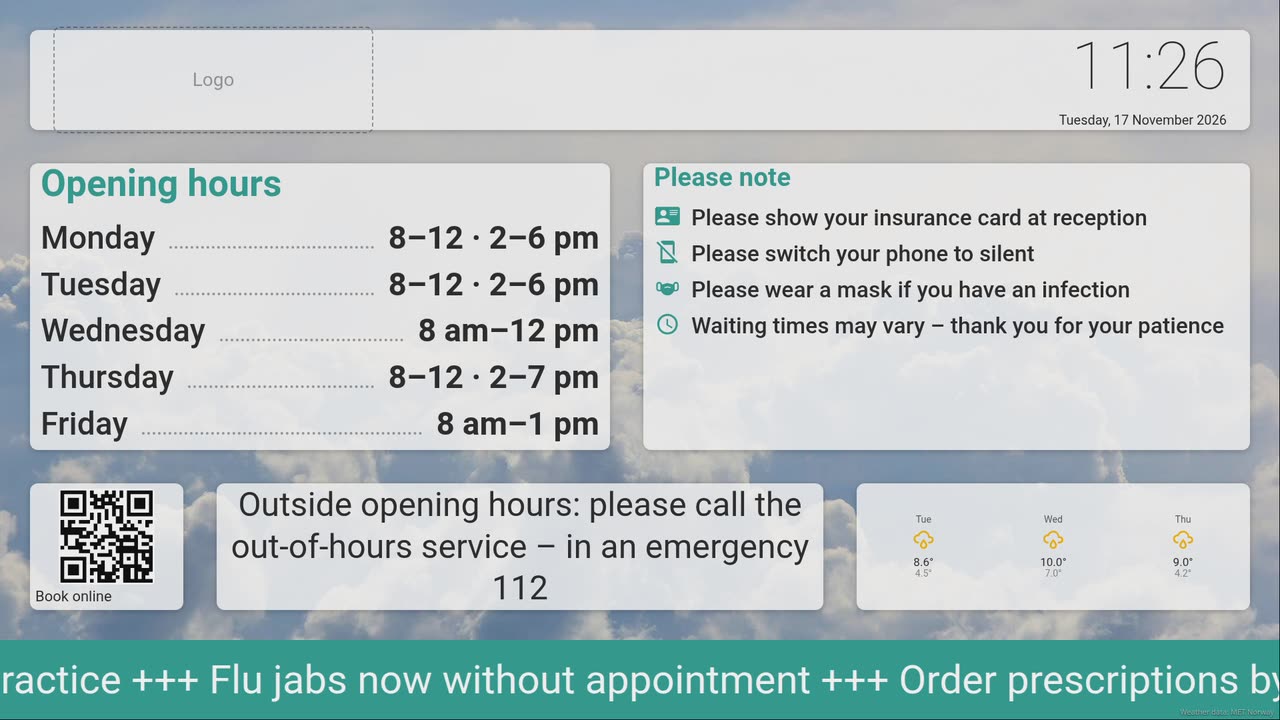 Logo
11:26
Tuesday, 17 November 2026
Opening hours
Monday 8–12 · 2–6 pm
Tuesday 8–12 · 2–6 pm
Wednesday 8 am–12 pm
Thursday 8–12 · 2–7 pm
Friday 8 am–1 pm
Please note
Please show your insurance card at reception
Please switch your phone to silent
Please wear a mask if you have an infection
Waiting times may vary – thank you for your patience
Book online
Outside opening hours: please call the
out-of-hours service – in an emergency
112
Tue Wed Thu
8.6° 10.0° 9.0°
4.5° 7.0° 4.2°
ractice +++ Flu jabs now without appointment +++ Order prescriptions by
Weather data: MET Norway